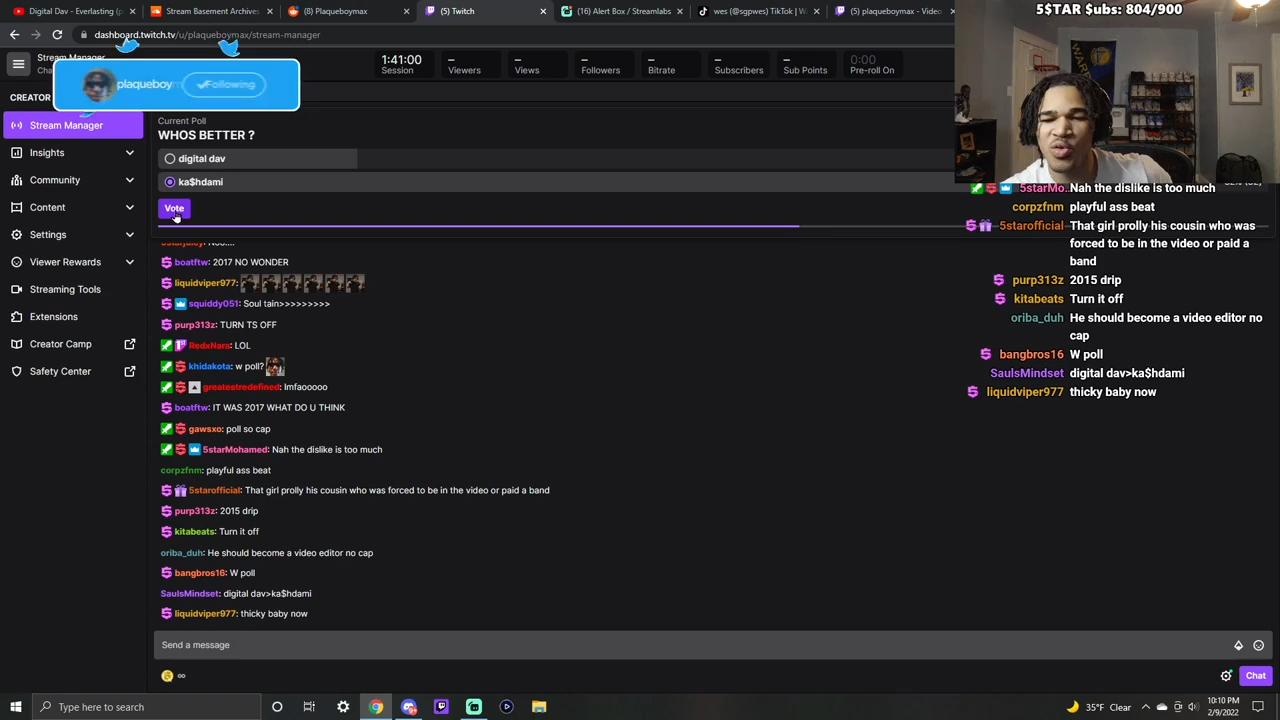 Digital Dav - Everlasting (p
Stream Basement Archives
(8) Plaqueboymax
Twitch
(14) Alert Box / Streamlabs
wes (@sgpwes) TikTok | W
(5) plaqueboymax - Videos
dashboard.twitch.tv/u/plaqueboymax/stream-manager
5$TAR $ubs: 804/900
Stream Manager
1:41:00
Session
–
Viewers
–
Views
–
Followers
–
Bitrate
–
Subscribers
–
Sub Points
0:00
Pre-roll On
plaqueboym
Following
CREATOR
Stream Manager
Insights
Community
Content
Settings
Viewer Rewards
Streaming Tools
Extensions
Creator Camp
Safety Center
Current Poll
WHOS BETTER ?
digital dav
ka$hdami
Vote
boatftw: 2017 NO WONDER
liquidviper977:
squiddy051: Soul tain>>>>>>>>>
purp313z: TURN TS OFF
RedxNara: LOL
khidakota: w poll?
greatestredefined: lmfaooooo
boatftw: IT WAS 2017 WHAT DO U THINK
gawsxo: poll so cap
5starMohamed: Nah the dislike is too much
corpzfnm: playful ass beat
5starofficial: That girl prolly his cousin who was forced to be in the video or paid a band
purp313z: 2015 drip
kitabeats: Turn it off
oriba_duh: He should become a video editor no cap
bangbros16: W poll
SaulsMindset: digital dav>ka$hdami
liquidviper977: thicky baby now
Send a message
∞
Chat
5starMo.. Nah the dislike is too much
corpzfnm playful ass beat
5starofficial That girl prolly his cousin who was
forced to be in the video or paid a
band
purp313z 2015 drip
kitabeats Turn it off
oriba_duh He should become a video editor no
cap
bangbros16 W poll
SaulsMindset digital dav>ka$hdami
liquidviper977 thicky baby now
Type here to search
35°F Clear
10:10 PM
2/9/2022